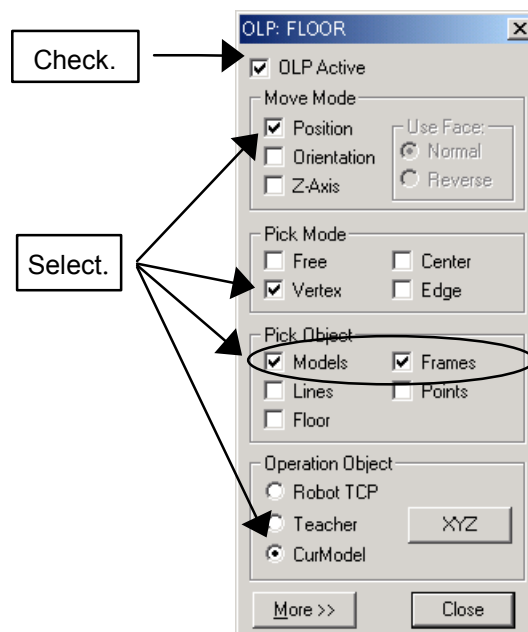 OLP: FLOOR
Check.
OLP Active
Move Mode
Position
Orientation
Z-Axis
Use Face:
Normal
Reverse
Select.
Pick Mode
Free Center
Vertex Edge
Pick Object
Models Frames
Lines Points
Floor
Operation Object
Robot TCP
Teacher
XYZ
CurModel
More >> Close